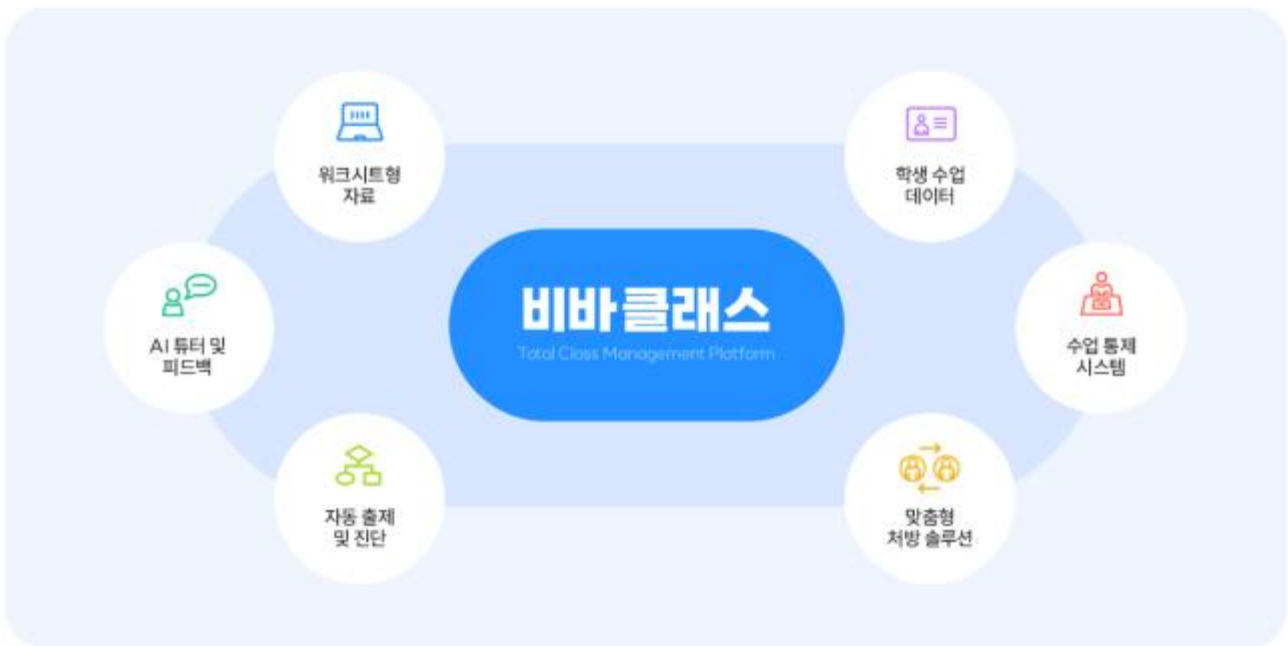 워크시트형
자료
학생 수업
데이터
AI 튜터 및
피드백
비바클래스
Total Class Management Platform
수업 통제
시스템
자동 출제
및 진단
맞춤형
처방 솔루션